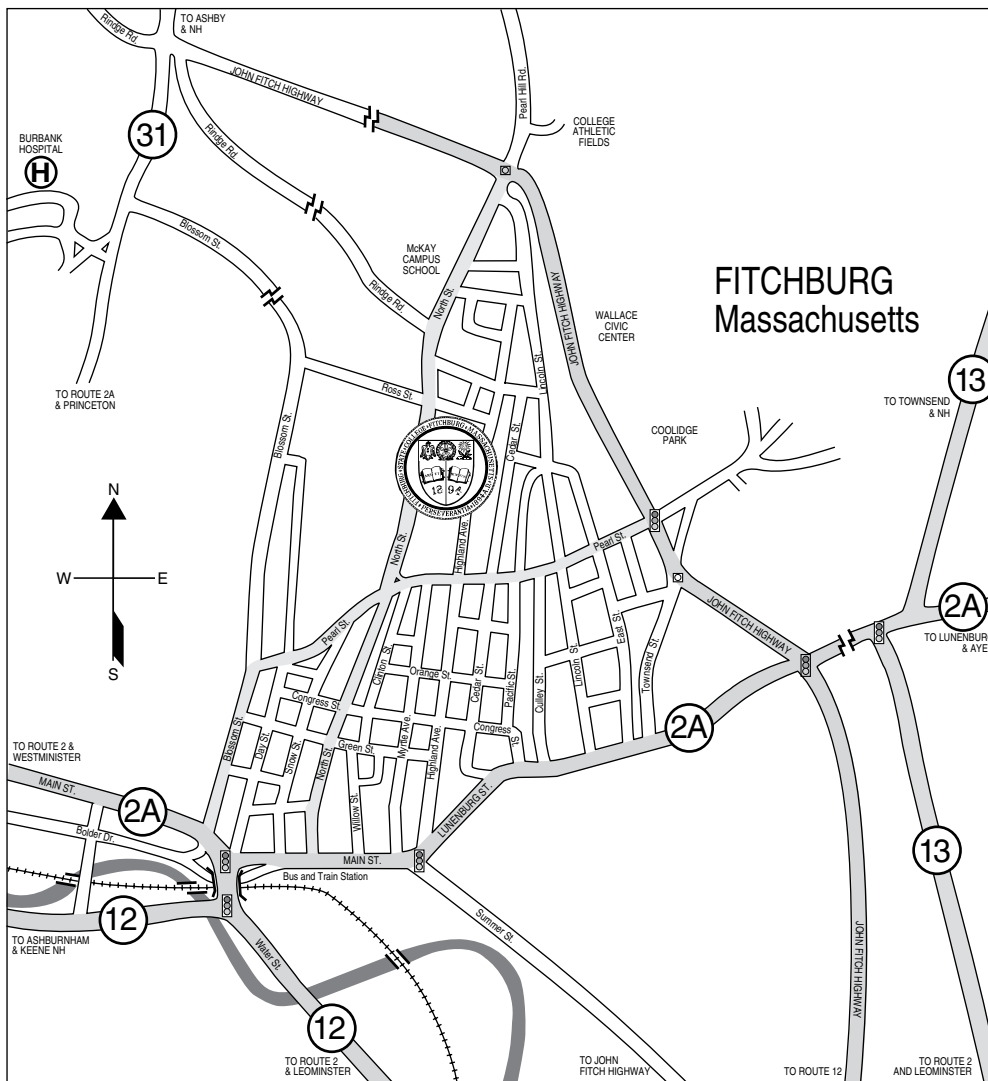 Rindge Rd.
TO ASHBY
& NH
JOHN FITCH HIGHWAY
Pearl Hill Rd.
COLLEGE
ATHLETIC
FIELDS
31
BURBANK
HOSPITAL
H
Rindge Rd.
Blossom St.
McKAY
CAMPUS
SCHOOL
Rindge Rd.
North St.
JOHN FITCH HIGHWAY
WALLACE
CIVIC
CENTER
FITCHBURG
Massachusetts
TO ROUTE 2A
& PRINCETON
Ross St.
Lincoln St.
13
TO TOWNSEND
& NH
Blossom St.
Cedar St.
COOLIDGE
PARK
FITCHBURG • STATE • COLLEGE • FITCHBURG • MASSACHUSETTS
PERSEVERANTIA
1894
N
W
E
S
North St.
Highland Ave.
Pearl St.
Pearl St.
JOHN FITCH HIGHWAY
2A
TO LUNENBURG
& AYE
East St.
Townsend St.
Lincoln St.
Clinton St.
Orange St.
Cedar St.
Pacific St.
Culley St.
Congress St.
Congress
St.
Blossom St.
Day St.
Snow St.
North St.
Green St.
Myrtle Ave.
Highland Ave.
2A
TO ROUTE 2 &
WESTMINISTER
MAIN ST.
2A
Willow St.
LUNENBURG ST.
Bolder Dr.
MAIN ST.
Bus and Train Station
13
12
TO ASHBURNHAM
& KEENE NH
Water St.
Summer St.
JOHN FITCH HIGHWAY
12
TO ROUTE 2
& LEOMINSTER
TO JOHN
FITCH HIGHWAY
TO ROUTE 12
TO ROUTE 2
AND LEOMINSTER